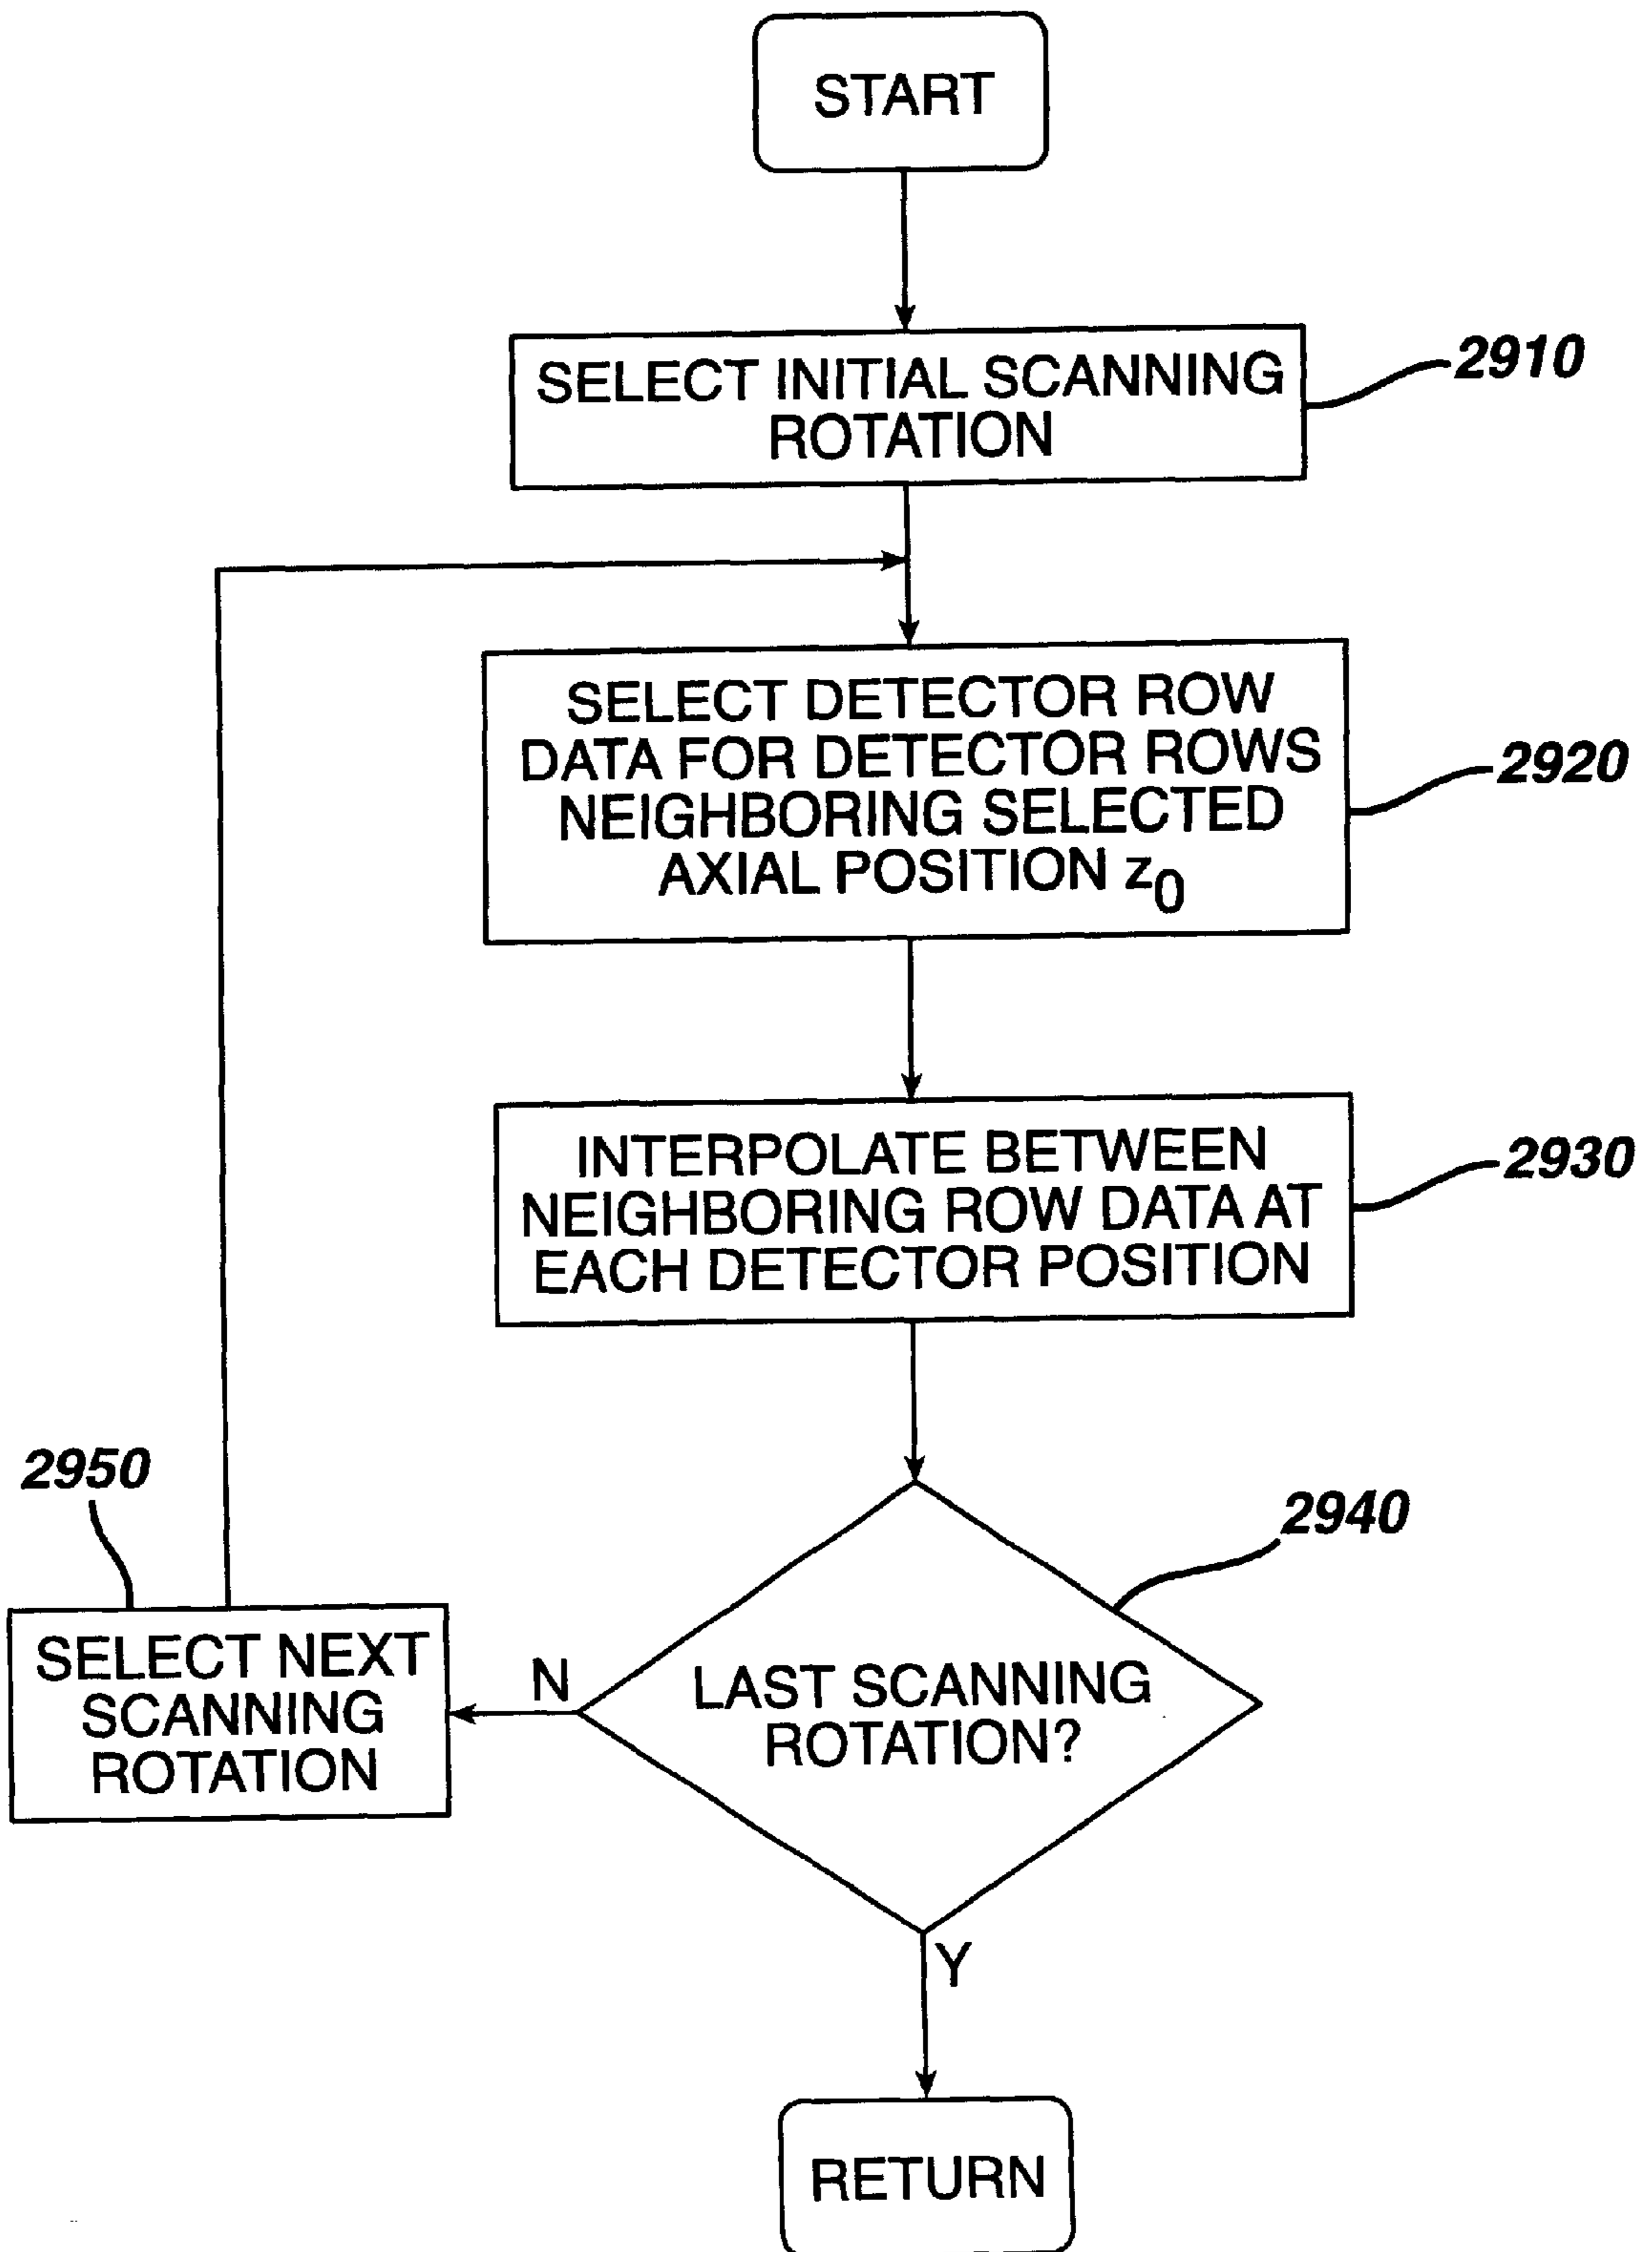 START
SELECT INITIAL SCANNING
ROTATION
2910
SELECT DETECTOR ROW
DATA FOR DETECTOR ROWS
NEIGHBORING SELECTED
AXIAL POSITION z0
2920
INTERPOLATE BETWEEN
NEIGHBORING ROW DATA AT
EACH DETECTOR POSITION
2930
2940
LAST SCANNING
ROTATION?
N
2950
SELECT NEXT
SCANNING
ROTATION
Y
RETURN